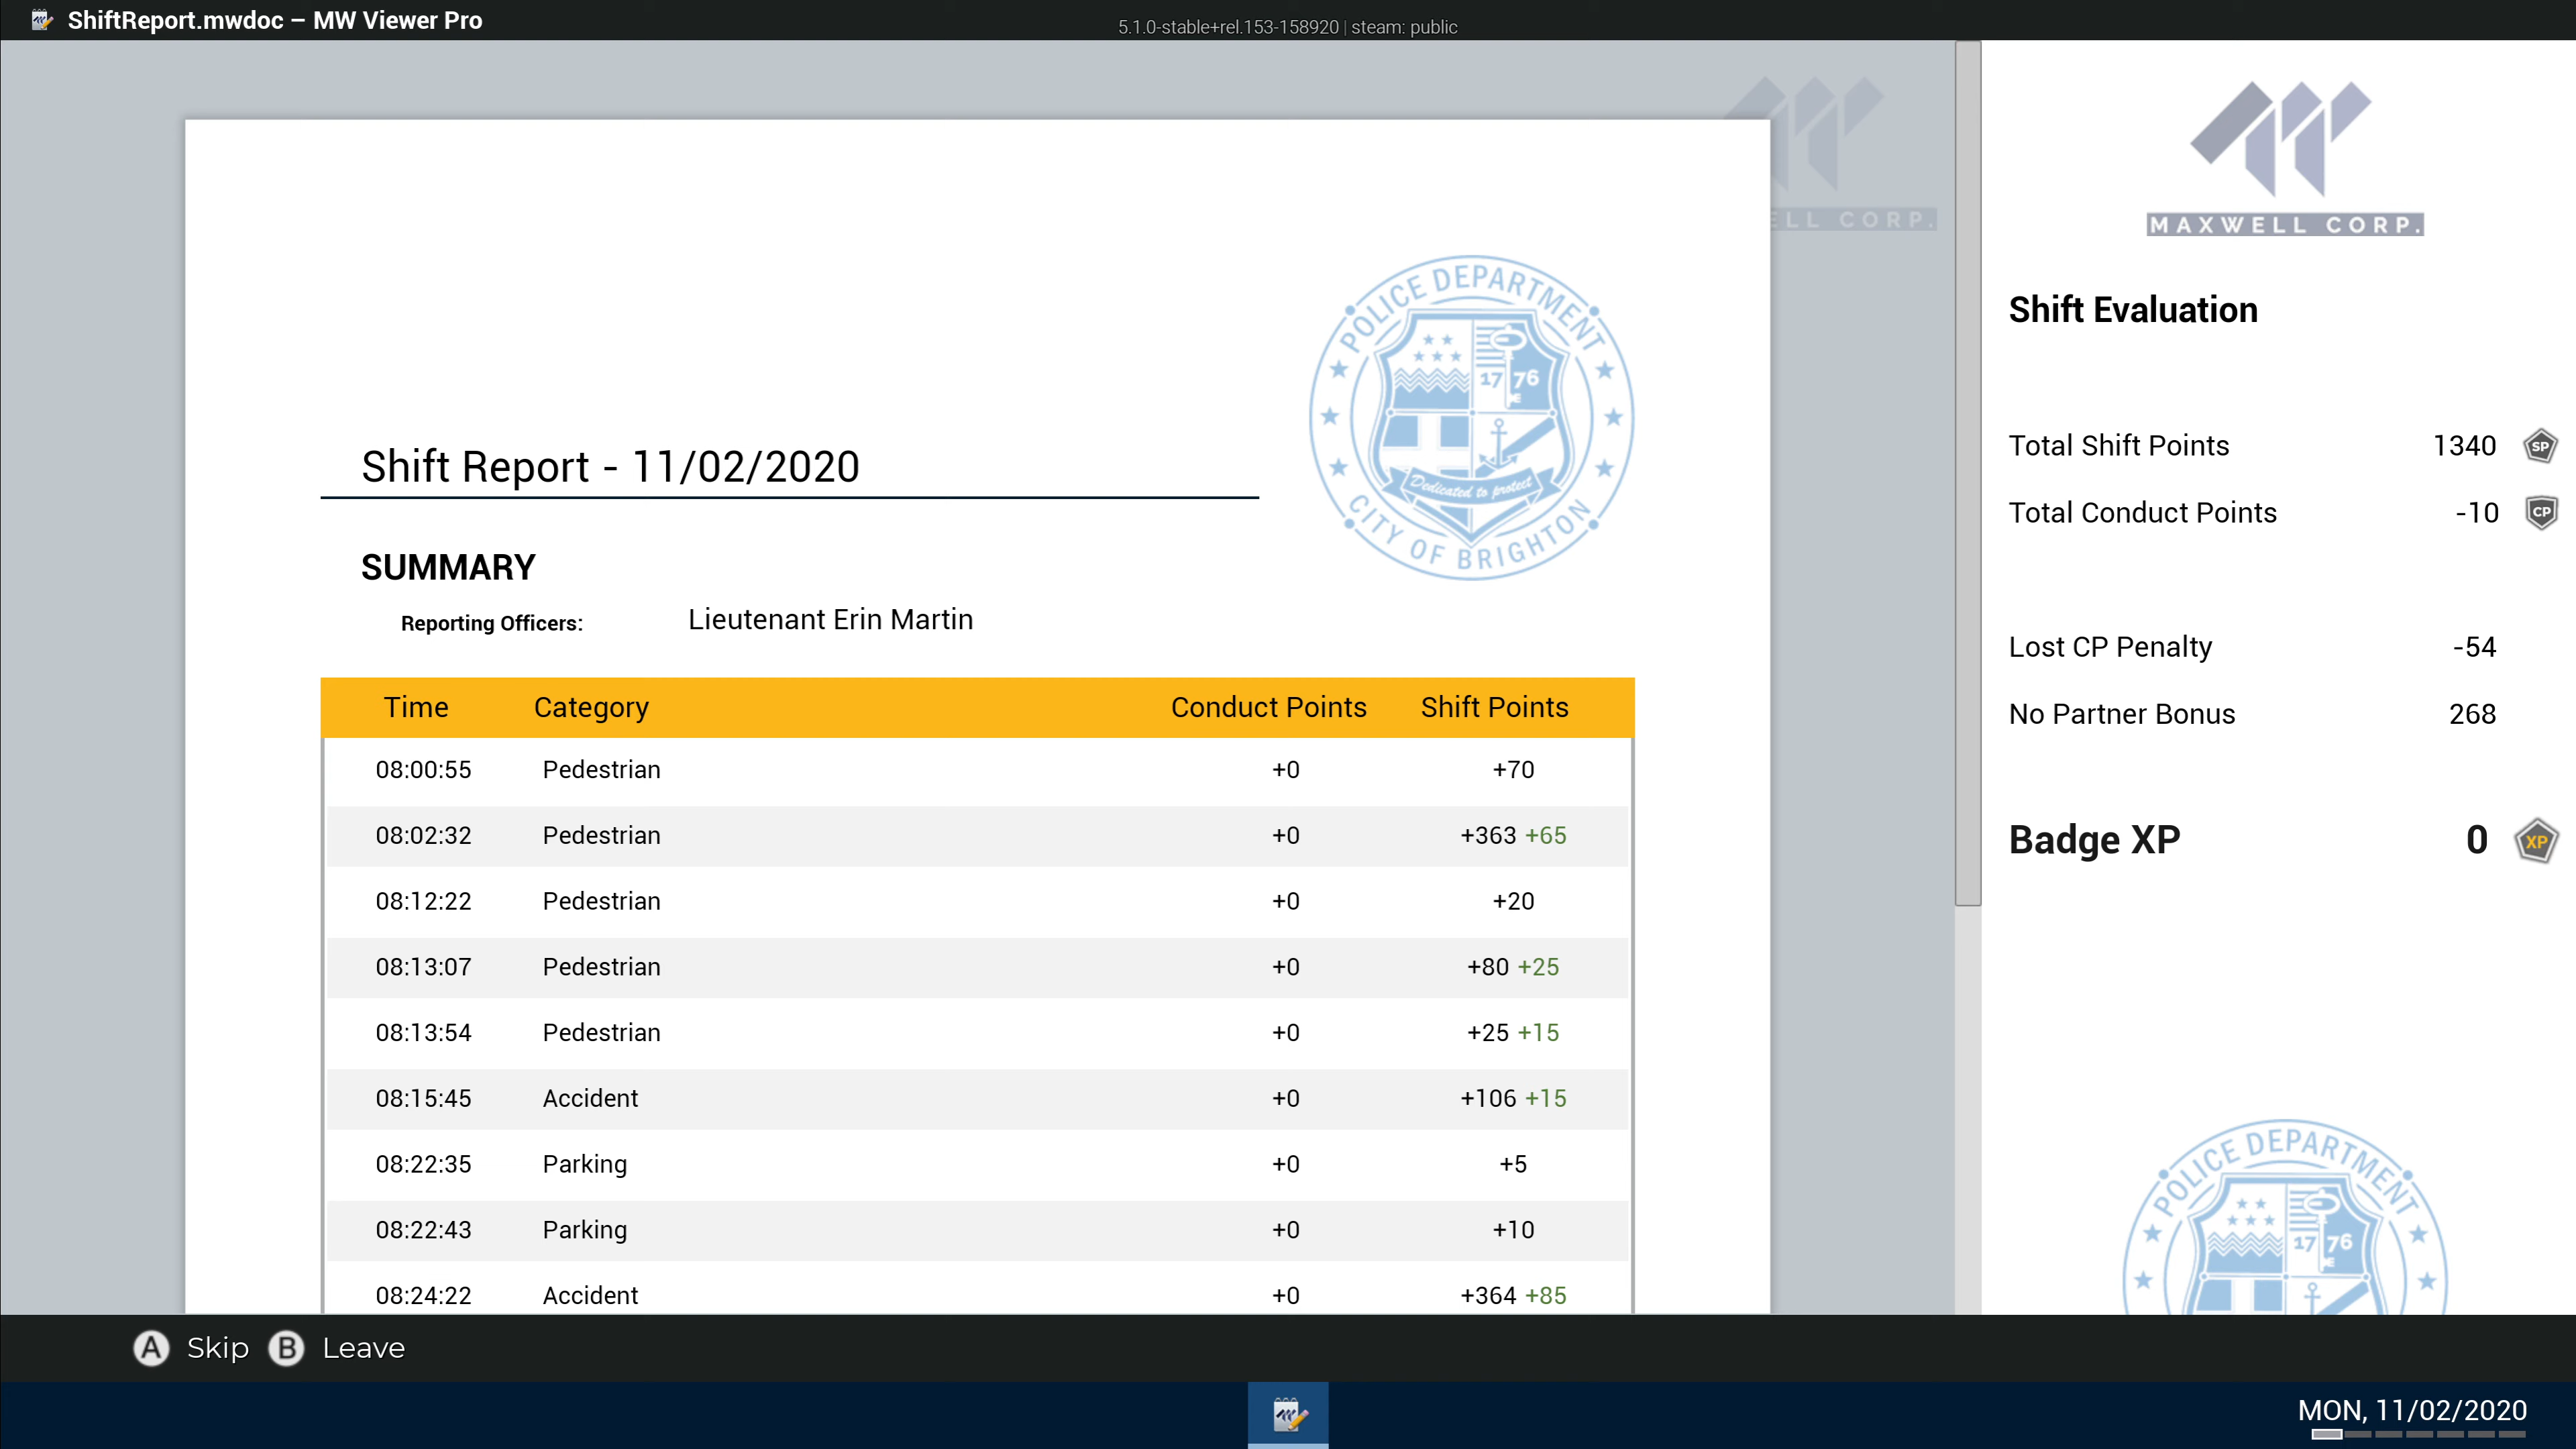 ShiftReport.mwdoc – MW Viewer Pro
5.1.0-stable+rel.153-158920 | steam: public
ELL CORP.
MAXWELL CORP.
POLICE DEPARTMENT
17 76
Dedicated to protect
CITY OF BRIGHTON
Shift Report - 11/02/2020
SUMMARY
Reporting Officers: Lieutenant Erin Martin
Time Category Conduct Points Shift Points
08:00:55 Pedestrian +0 +70
08:02:32 Pedestrian +0 +363 +65
08:12:22 Pedestrian +0 +20
08:13:07 Pedestrian +0 +80 +25
08:13:54 Pedestrian +0 +25 +15
08:15:45 Accident +0 +106 +15
08:22:35 Parking +0 +5
08:22:43 Parking +0 +10
08:24:22 Accident +0 +364 +85
Shift Evaluation
Total Shift Points 1340 SP
Total Conduct Points -10 CP
Lost CP Penalty -54
No Partner Bonus 268
Badge XP 0 XP
POLICE DEPARTMENT
17 76
A Skip B Leave
MON, 11/02/2020